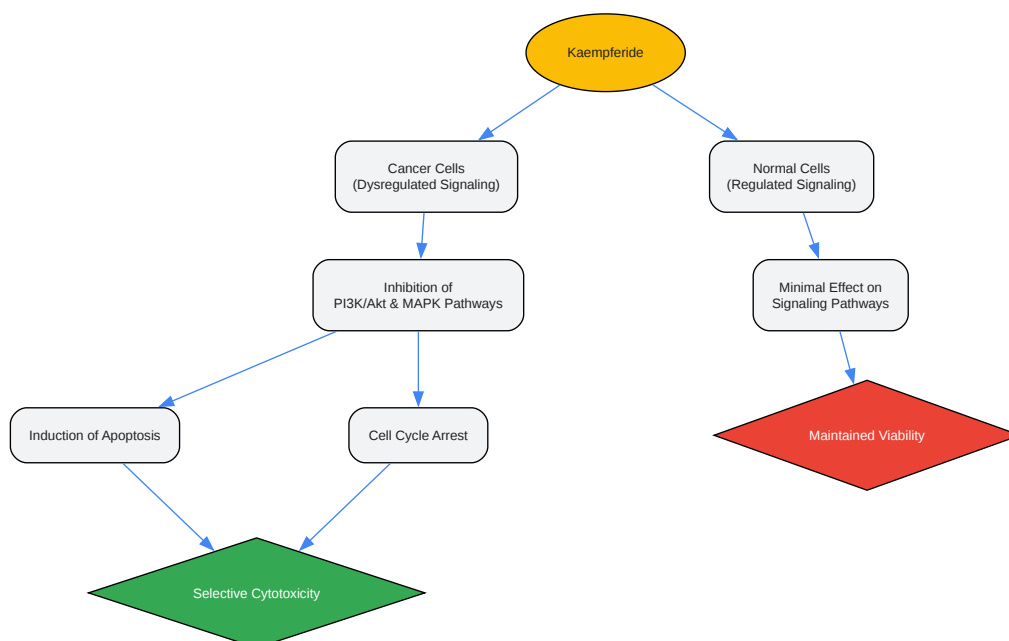 Kaempferide
Cancer Cells
(Dysregulated Signaling)
Normal Cells
(Regulated Signaling)
Inhibition of
PI3K/Akt & MAPK Pathways
Minimal Effect on
Signaling Pathways
Induction of Apoptosis
Cell Cycle Arrest
Maintained Viability
Selective Cytotoxicity